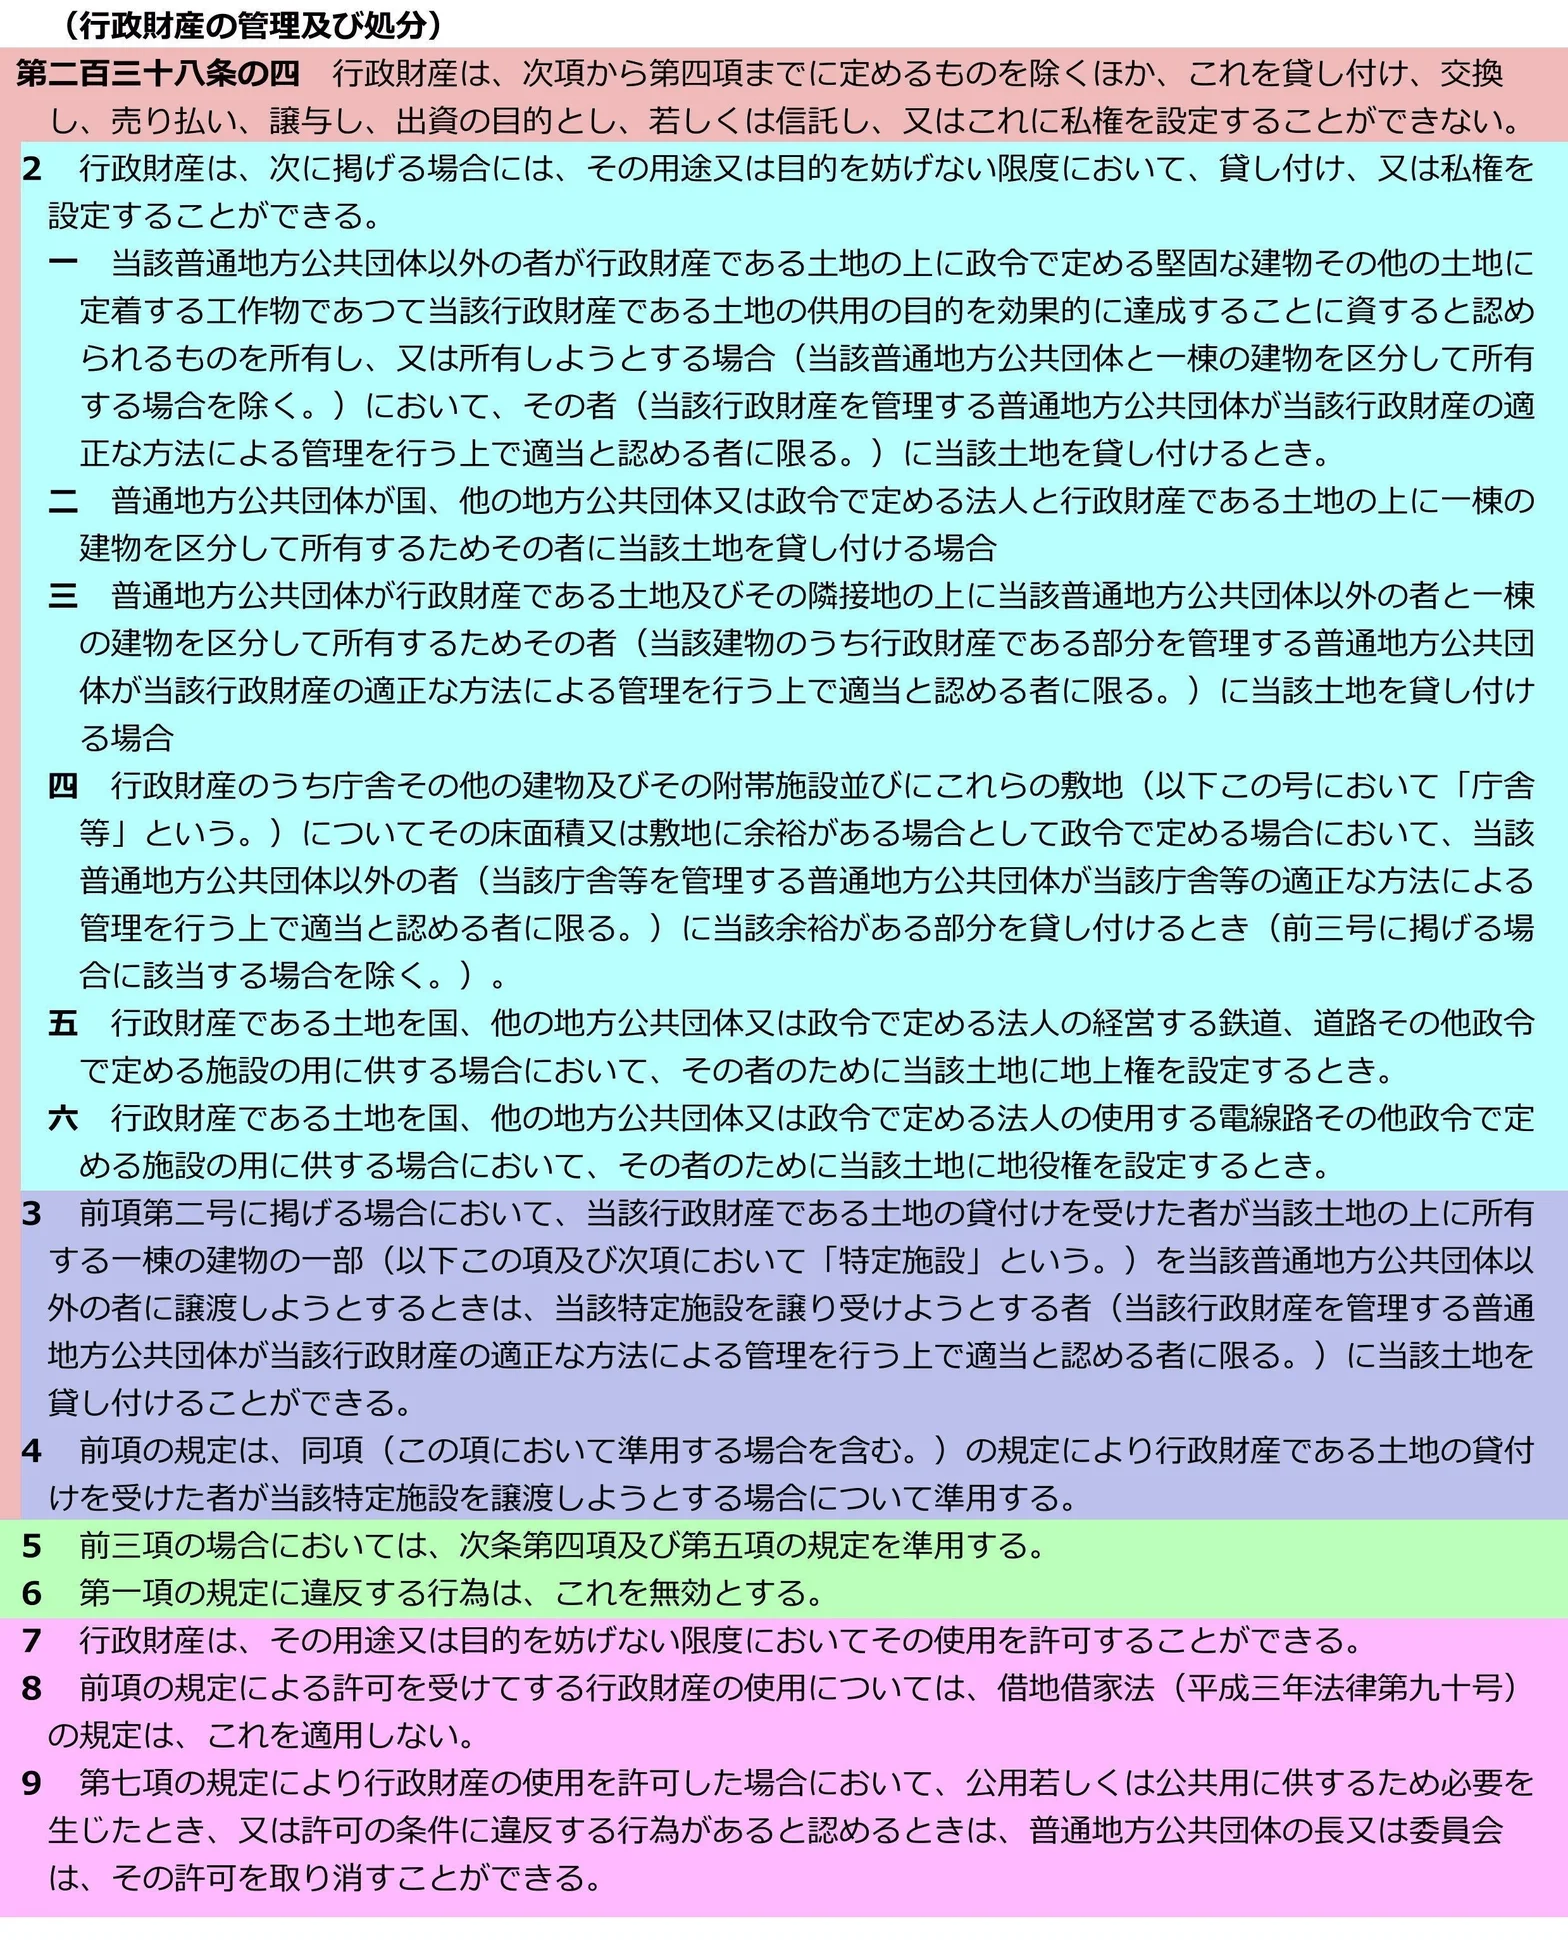 （行政財産の管理及び処分）
第二百三十八条の四　行政財産は、次項から第四項までに定めるものを除くほか、これを貸し付け、交換
し、売り払い、譲与し、出資の目的とし、若しくは信託し、又はこれに私権を設定することができない。
2　行政財産は、次に掲げる場合には、その用途又は目的を妨げない限度において、貸し付け、又は私権を
設定することができる。
一　当該普通地方公共団体以外の者が行政財産である土地の上に政令で定める堅固な建物その他の土地に
定着する工作物であつて当該行政財産である土地の供用の目的を効果的に達成することに資すると認め
られるものを所有し、又は所有しようとする場合（当該普通地方公共団体と一棟の建物を区分して所有
する場合を除く。）において、その者（当該行政財産を管理する普通地方公共団体が当該行政財産の適
正な方法による管理を行う上で適当と認める者に限る。）に当該土地を貸し付けるとき。
二　普通地方公共団体が国、他の地方公共団体又は政令で定める法人と行政財産である土地の上に一棟の
建物を区分して所有するためその者に当該土地を貸し付ける場合
三　普通地方公共団体が行政財産である土地及びその隣接地の上に当該普通地方公共団体以外の者と一棟
の建物を区分して所有するためその者（当該建物のうち行政財産である部分を管理する普通地方公共団
体が当該行政財産の適正な方法による管理を行う上で適当と認める者に限る。）に当該土地を貸し付け
る場合
四　行政財産のうち庁舎その他の建物及びその附帯施設並びにこれらの敷地（以下この号において「庁舎
等」という。）についてその床面積又は敷地に余裕がある場合として政令で定める場合において、当該
普通地方公共団体以外の者（当該庁舎等を管理する普通地方公共団体が当該庁舎等の適正な方法による
管理を行う上で適当と認める者に限る。）に当該余裕がある部分を貸し付けるとき（前三号に掲げる場
合に該当する場合を除く。）。
五　行政財産である土地を国、他の地方公共団体又は政令で定める法人の経営する鉄道、道路その他政令
で定める施設の用に供する場合において、その者のために当該土地に地上権を設定するとき。
六　行政財産である土地を国、他の地方公共団体又は政令で定める法人の使用する電線路その他政令で定
める施設の用に供する場合において、その者のために当該土地に地役権を設定するとき。
3　前項第二号に掲げる場合において、当該行政財産である土地の貸付けを受けた者が当該土地の上に所有
する一棟の建物の一部（以下この項及び次項において「特定施設」という。）を当該普通地方公共団体以
外の者に譲渡しようとするときは、当該特定施設を譲り受けようとする者（当該行政財産を管理する普通
地方公共団体が当該行政財産の適正な方法による管理を行う上で適当と認める者に限る。）に当該土地を
貸し付けることができる。
4　前項の規定は、同項（この項において準用する場合を含む。）の規定により行政財産である土地の貸付
けを受けた者が当該特定施設を譲渡しようとする場合について準用する。
5　前三項の場合においては、次条第四項及び第五項の規定を準用する。
6　第一項の規定に違反する行為は、これを無効とする。
7　行政財産は、その用途又は目的を妨げない限度においてその使用を許可することができる。
8　前項の規定による許可を受けてする行政財産の使用については、借地借家法（平成三年法律第九十号）
の規定は、これを適用しない。
9　第七項の規定により行政財産の使用を許可した場合において、公用若しくは公共用に供するため必要を
生じたとき、又は許可の条件に違反する行為があると認めるときは、普通地方公共団体の長又は委員会
は、その許可を取り消すことができる。